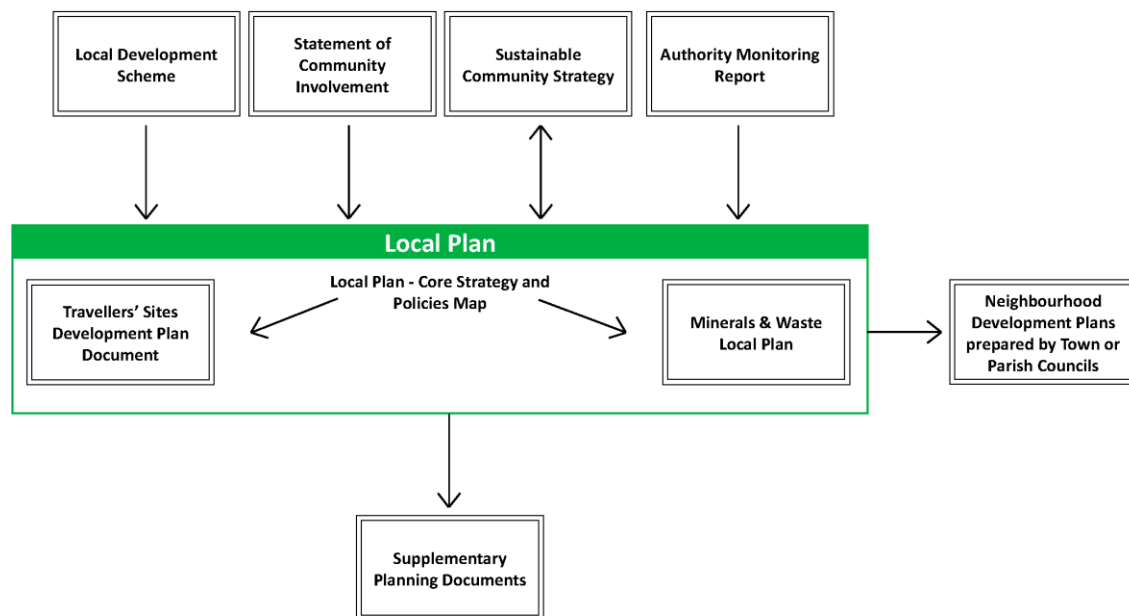 Local Development
Scheme
Statement of
Community
Involvement
Sustainable
Community Strategy
Authority Monitoring
Report
Local Plan
Local Plan - Core Strategy and
Policies Map
Travellers’ Sites
Development Plan
Document
Minerals & Waste
Local Plan
Neighbourhood
Development Plans
prepared by Town or
Parish Councils
Supplementary
Planning Documents